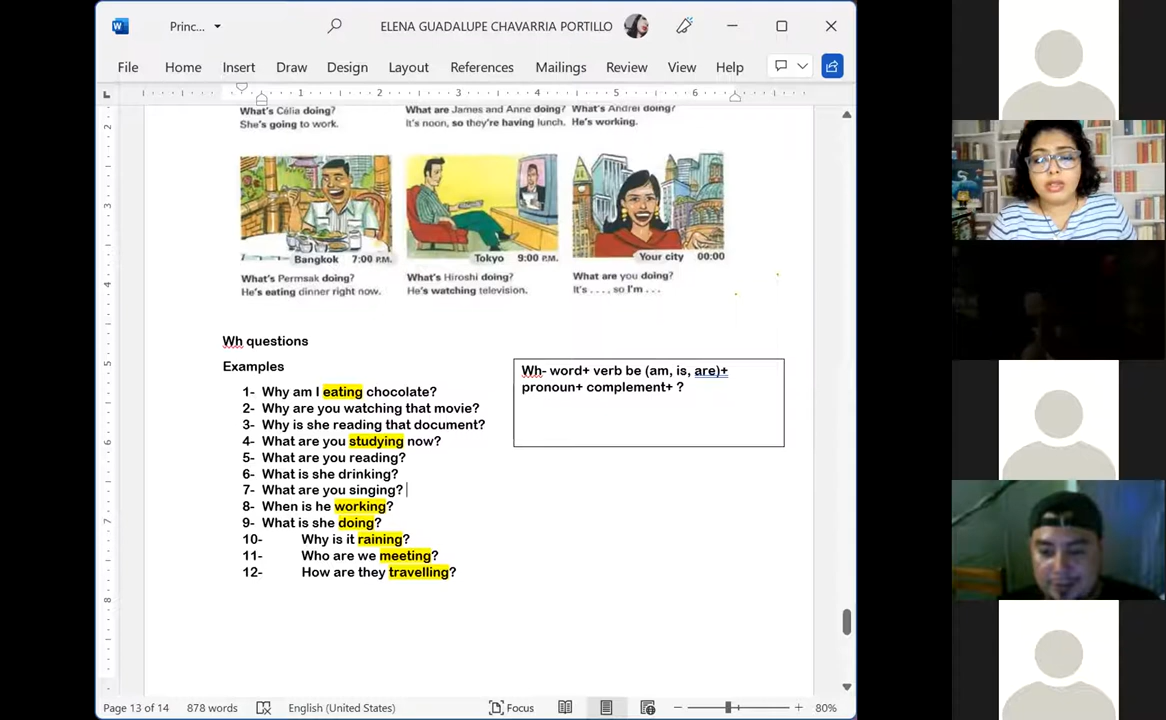 Princ...
ELENA GUADALUPE CHAVARRIA PORTILLO
File Home Insert Draw Design Layout References Mailings Review View Help
1 2 3 4 5 6
What's Célia doing? What are James and Anne doing? What's Andrei doing?
She's going to work. It's noon, so they're having lunch. He's working.
Bangkok 7:00 P.M. Tokyo 9:00 P.M. Your city 00:00
What's Permsak doing? What's Hiroshi doing? What are you doing?
He's eating dinner right now. He's watching television. It's . . . . , so I'm . . .
Wh questions
Examples
Wh- word+ verb be (am, is, are)+
pronoun+ complement+ ?
1- Why am I eating chocolate?
2- Why are you watching that movie?
3- Why is she reading that document?
4- What are you studying now?
5- What are you reading?
6- What is she drinking?
7- What are you singing?
8- When is he working?
9- What is she doing?
10- Why is it raining?
11- Who are we meeting?
12- How are they travelling?
Page 13 of 14 878 words English (United States) Focus 80%